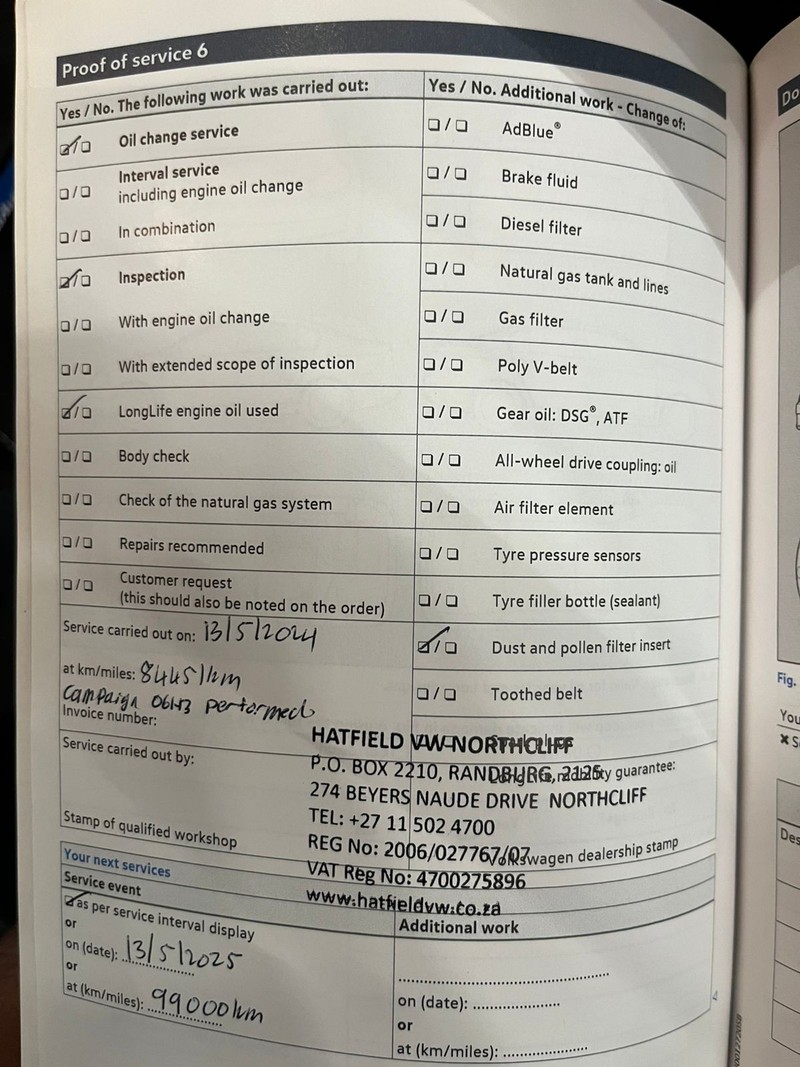 Proof of service 6
Yes / No. The following work was carried out:
☑/❏ Oil change service
❏/❏ Interval service
including engine oil change
❏/❏ In combination
☑/❏ Inspection
❏/❏ With engine oil change
❏/❏ With extended scope of inspection
☑/❏ LongLife engine oil used
❏/❏ Body check
❏/❏ Check of the natural gas system
❏/❏ Repairs recommended
❏/❏ Customer request
(this should also be noted on the order)
Service carried out on: 13/5/2024
at km/miles: 84451km
Campaign 06H3 performed
Invoice number:
Service carried out by:
Stamp of qualified workshop
Yes / No. Additional work - Change of:
❏/❏ AdBlue®
❏/❏ Brake fluid
❏/❏ Diesel filter
❏/❏ Natural gas tank and lines
❏/❏ Gas filter
❏/❏ Poly V-belt
❏/❏ Gear oil: DSG®, ATF
❏/❏ All-wheel drive coupling: oil
❏/❏ Air filter element
❏/❏ Tyre pressure sensors
❏/❏ Tyre filler bottle (sealant)
☑/❏ Dust and pollen filter insert
❏/❏ Toothed belt
LongLife mobility guarantee:
Volkswagen dealership stamp
HATFIELD VW NORTHCLIFF
P.O. BOX 2210, RANDBURG, 2125
274 BEYERS NAUDE DRIVE NORTHCLIFF
TEL: +27 11 502 4700
REG No: 2006/027767/07
VAT Reg No: 4700275896
www.hatfieldvw.co.za
Your next services
Service event
☑ as per service interval display
or
on (date): 13/5/2025
or
at (km/miles): 99000km
Additional work
on (date): ....................
or
at (km/miles): ....................
Do
Fig.
You
✖ S
Des